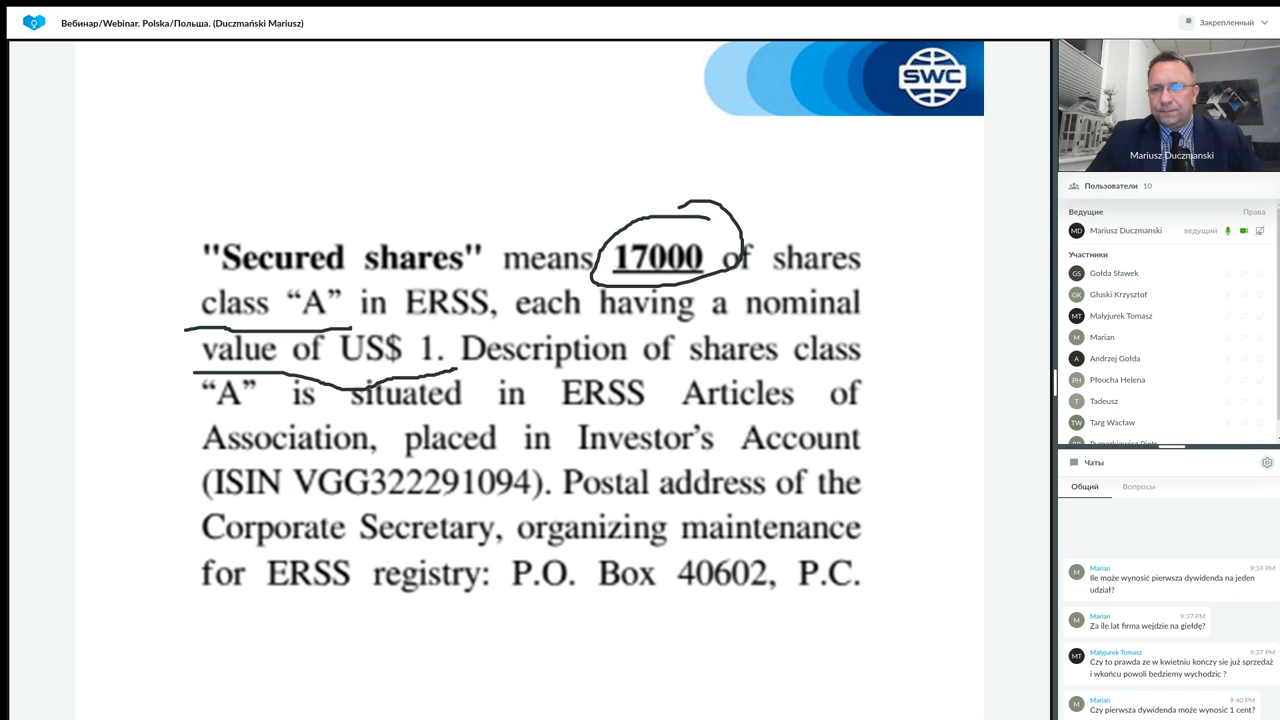 Вебинар/Webinar. Polska/Польша. (Duczmański Mariusz)
Закрепленный
SWC
"Secured shares" means 17000 of shares
class “A” in ERSS, each having a nominal
value of US$ 1. Description of shares class
“A” is situated in ERSS Articles of
Association, placed in Investor’s Account
(ISIN VGG322291094). Postal address of the
Corporate Secretary, organizing maintenance
for ERSS registry: P.O. Box 40602, P.C.
Mariusz Duczmanski
Пользователи 10
Ведущие Права
MD Mariusz Duczmanski ведущий
Участники
GS Gołda Sławek
GK Głuski Krzysztof
MT Malyjurek Tomasz
M Marian
A Andrzej Gołda
PH Płoucha Helena
T Tadeusz
TW Targ Wacław
Чаты
Общий Вопросы
Marian 9:34 PM
M Ile może wynosić pierwsza dywidenda na jeden
udział?
Marian 9:37 PM
M Za ile lat firma wejdzie na giełdę?
Malyjurek Tomasz 9:37 PM
MT Czy to prawda ze w kwietniu kończy sie już sprzedaż
i wkońcu powoli bedziemy wychodzic ?
Marian 9:40 PM
M Czy pierwsza dywidenda może wynosić 1 cent?